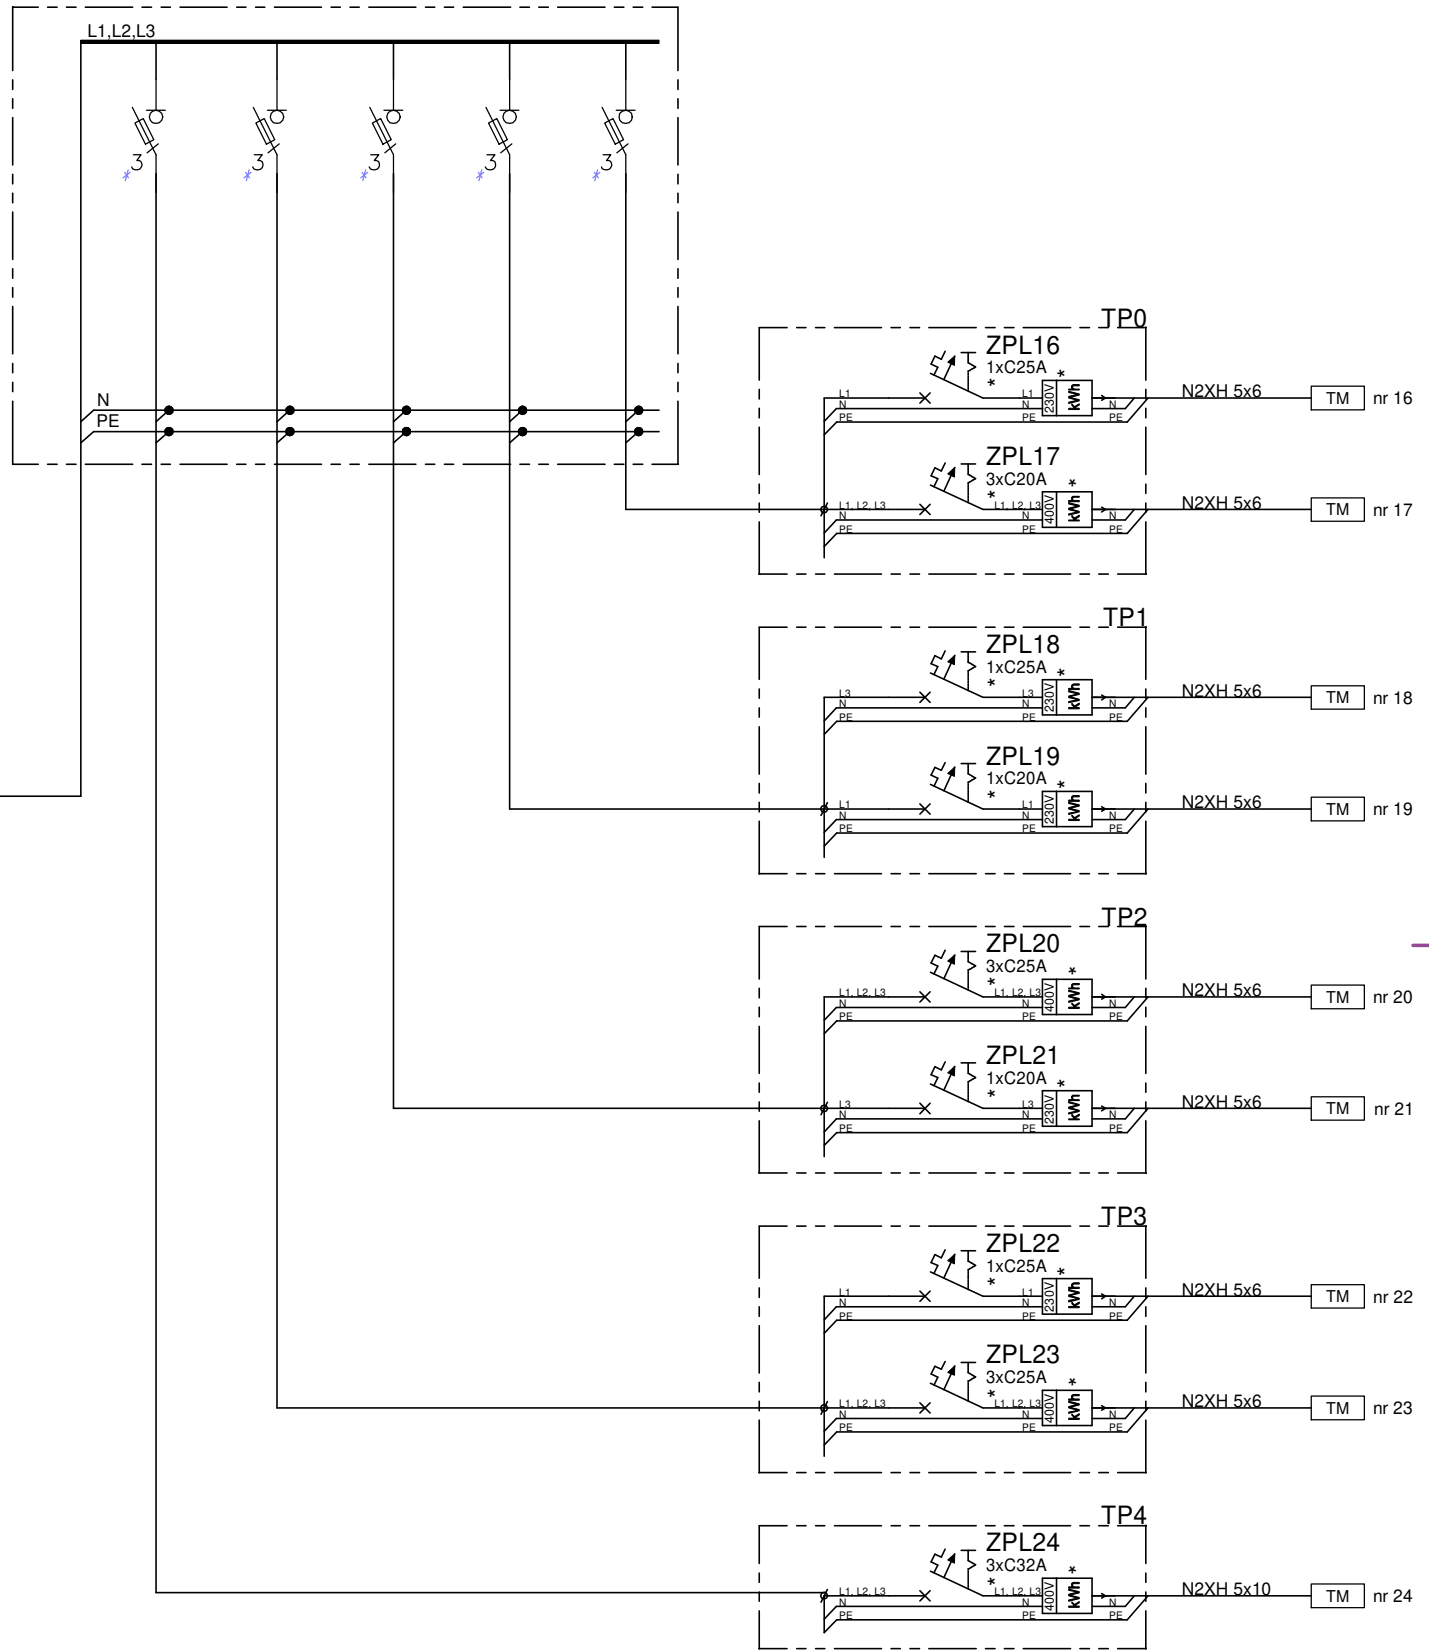 L1,L2,L3
3 3 3 3 3
* * * * *
N
PE
TP0
ZPL16
1xC25A *
*
L1 L1 230V kWh N2XH 5x6 TM nr 16
N N N
PE PE PE
ZPL17
3xC20A *
*
L1, L2, L3 L1, L2, L3 400V kWh N2XH 5x6 TM nr 17
N N N
PE PE PE
TP1
ZPL18
1xC25A *
*
L3 L3 230V kWh N2XH 5x6 TM nr 18
N N N
PE PE PE
ZPL19
1xC20A *
*
L1 L1 230V kWh N2XH 5x6 TM nr 19
N N N
PE PE PE
TP2
ZPL20
3xC25A *
*
L1, L2, L3 L1, L2, L3 400V kWh N2XH 5x6 TM nr 20
N N N
PE PE PE
ZPL21
1xC20A *
*
L3 L3 230V kWh N2XH 5x6 TM nr 21
N N N
PE PE PE
TP3
ZPL22
1xC25A *
*
L1 L1 230V kWh N2XH 5x6 TM nr 22
N N N
PE PE PE
ZPL23
3xC25A *
*
L1, L2, L3 L1, L2, L3 400V kWh N2XH 5x6 TM nr 23
N N N
PE PE PE
TP4
ZPL24
3xC32A *
*
L1, L2, L3 L1, L2, L3 400V kWh N2XH 5x10 TM nr 24
N N N
PE PE PE